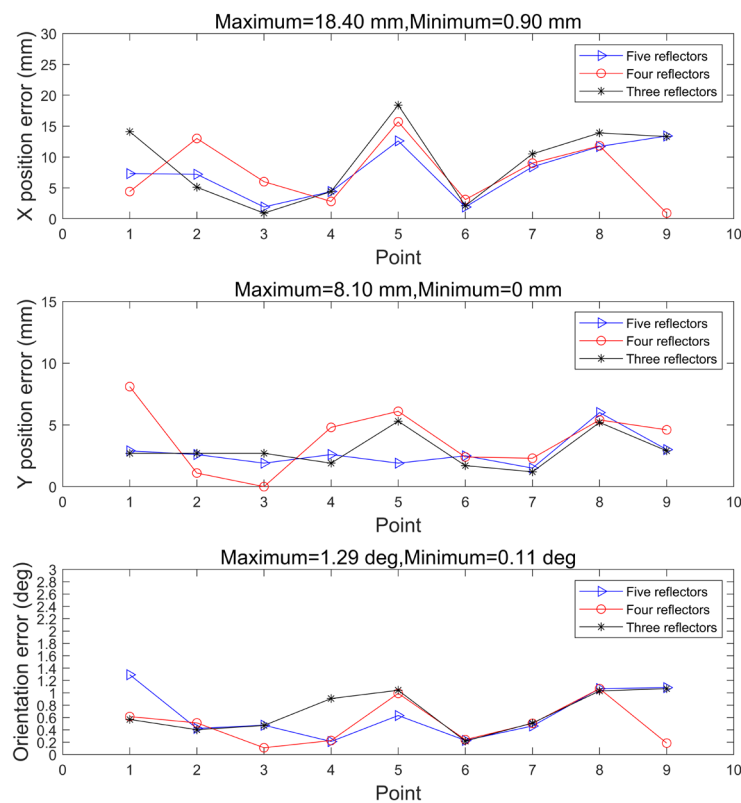 Maximum=18.40 mm,Minimum=0.90 mm
X position error (mm)
30
25
20
15
10
5
0
Five reflectors
Four reflectors
Three reflectors
0 1 2 3 4 5 6 7 8 9 10
Point
Maximum=8.10 mm,Minimum=0 mm
Y position error (mm)
15
10
5
0
Five reflectors
Four reflectors
Three reflectors
0 1 2 3 4 5 6 7 8 9 10
Point
Maximum=1.29 deg,Minimum=0.11 deg
Orientation error (deg)
3
2.8
2.6
2.4
2.2
2
1.8
1.6
1.4
1.2
1
0.8
0.6
0.4
0.2
0
Five reflectors
Four reflectors
Three reflectors
0 1 2 3 4 5 6 7 8 9 10
Point